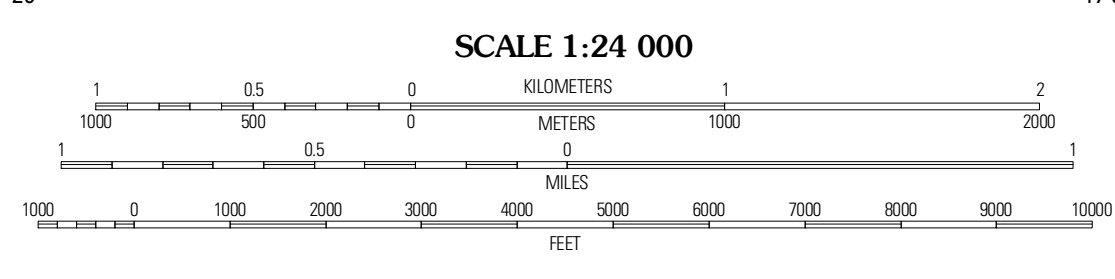 SCALE 1:24 000
1 0.5 0 KILOMETERS 1 2
1000 500 0 METERS 1000 2000
1 0.5 0 1
MILES
1000 0 1000 2000 3000 4000 5000 6000 7000 8000 9000 10000
FEET